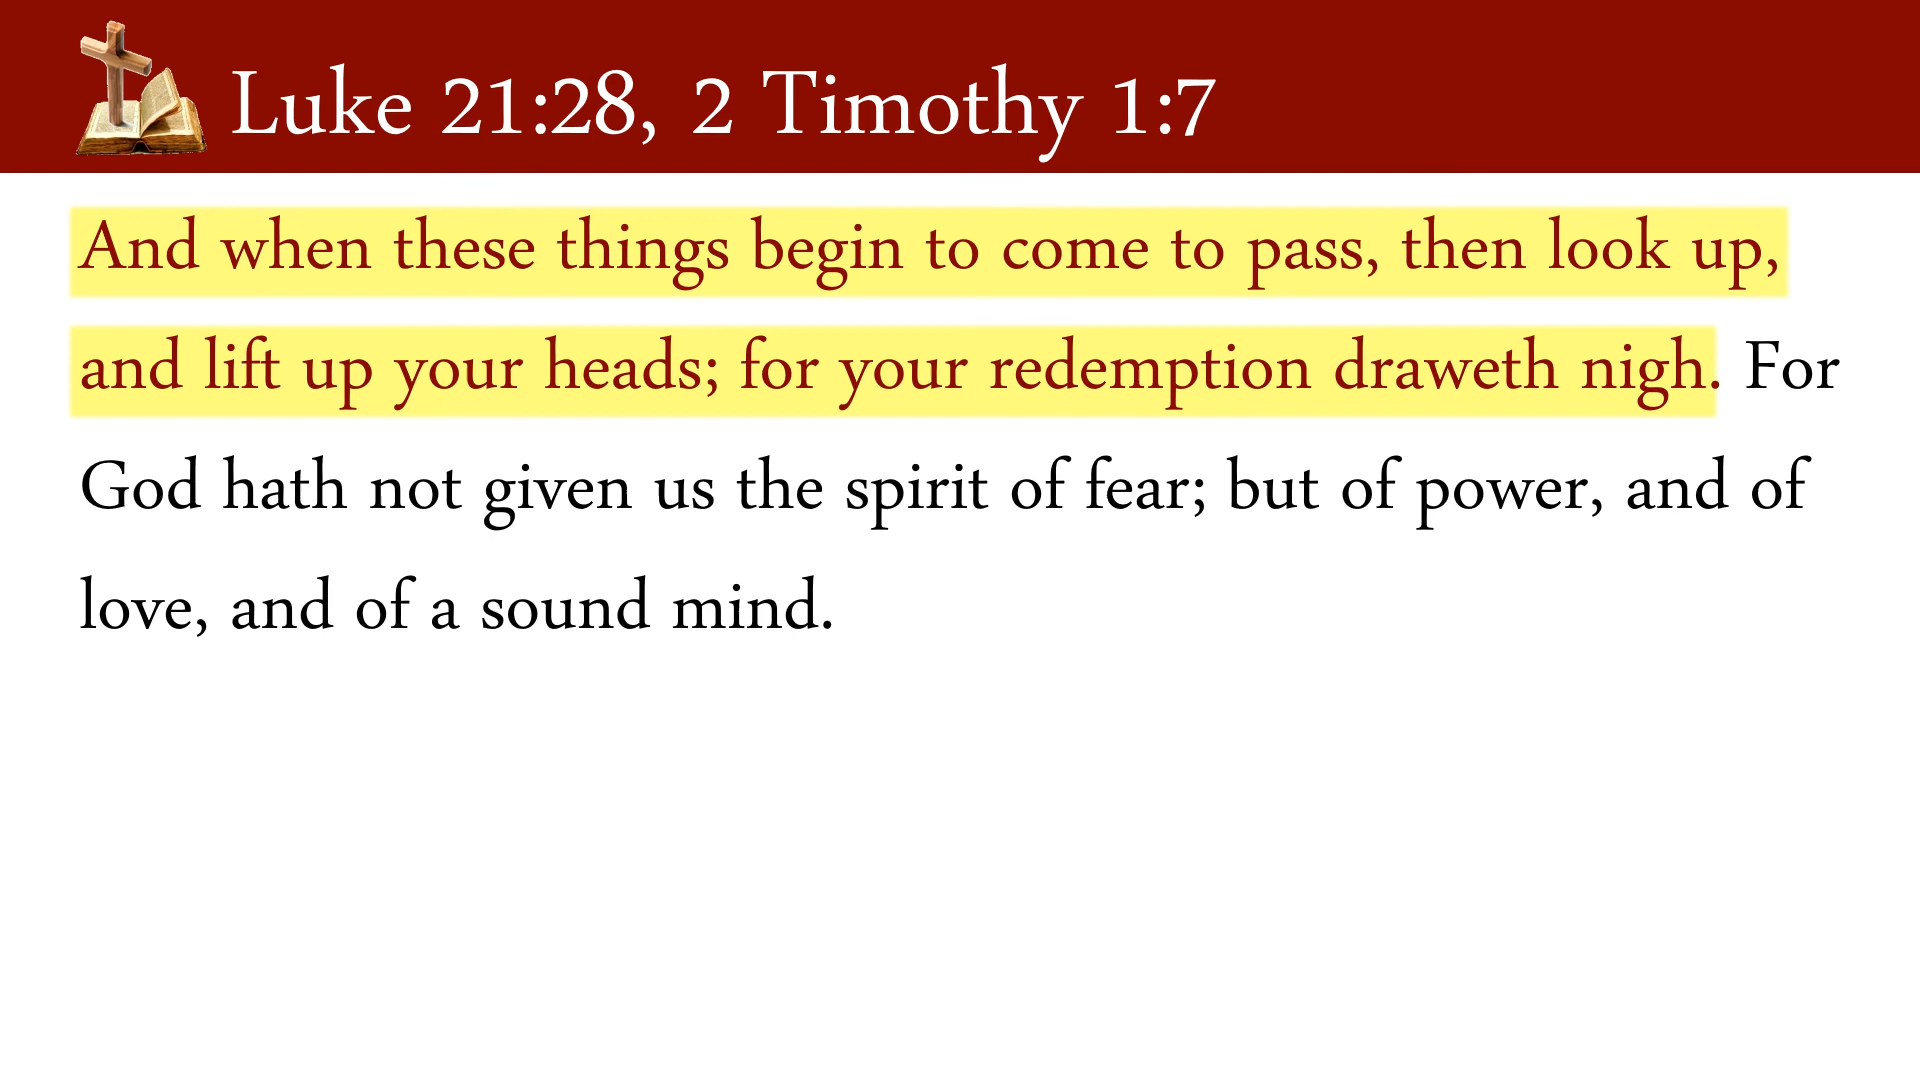 Luke 21:28, 2 Timothy 1:7
And when these things begin to come to pass, then look up,
and lift up your heads; for your redemption draweth nigh. For
God hath not given us the spirit of fear; but of power, and of
love, and of a sound mind.